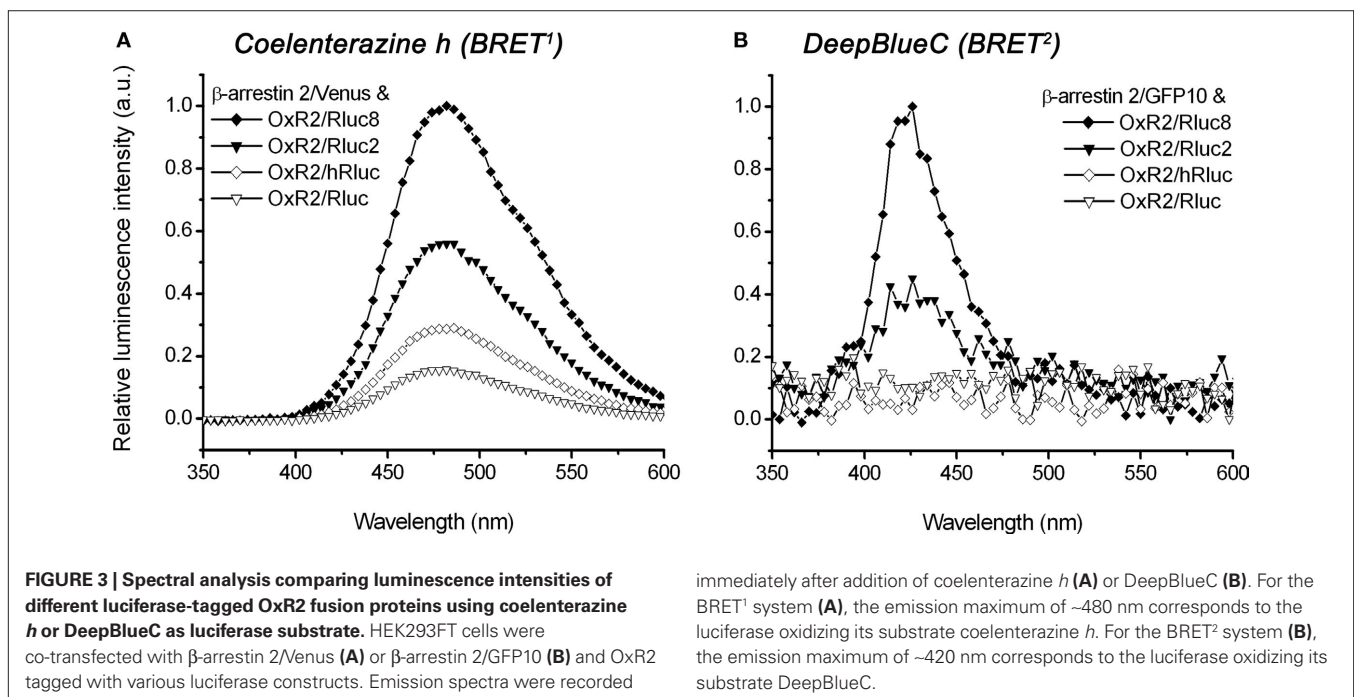 A
Coelenterazine h (BRET¹)
Relative luminescence intensity (a.u.)
β-arrestin 2/Venus &
OxR2/Rluc8
OxR2/Rluc2
OxR2/hRluc
OxR2/Rluc
1.0
0.8
0.6
0.4
0.2
0.0
350 400 450 500 550 600
Wavelength (nm)
B
DeepBlueC (BRET²)
β-arrestin 2/GFP10 &
OxR2/Rluc8
OxR2/Rluc2
OxR2/hRluc
OxR2/Rluc
1.0
0.8
0.6
0.4
0.2
0.0
350 400 450 500 550 600
Wavelength (nm)
FIGURE 3 | Spectral analysis comparing luminescence intensities of
different luciferase-tagged OxR2 fusion proteins using coelenterazine
h or DeepBlueC as luciferase substrate. HEK293FT cells were
co-transfected with β-arrestin 2/Venus (A) or β-arrestin 2/GFP10 (B) and OxR2
tagged with various luciferase constructs. Emission spectra were recorded
immediately after addition of coelenterazine h (A) or DeepBlueC (B). For the
BRET¹ system (A), the emission maximum of ~480 nm corresponds to the
luciferase oxidizing its substrate coelenterazine h. For the BRET² system (B),
the emission maximum of ~420 nm corresponds to the luciferase oxidizing its
substrate DeepBlueC.